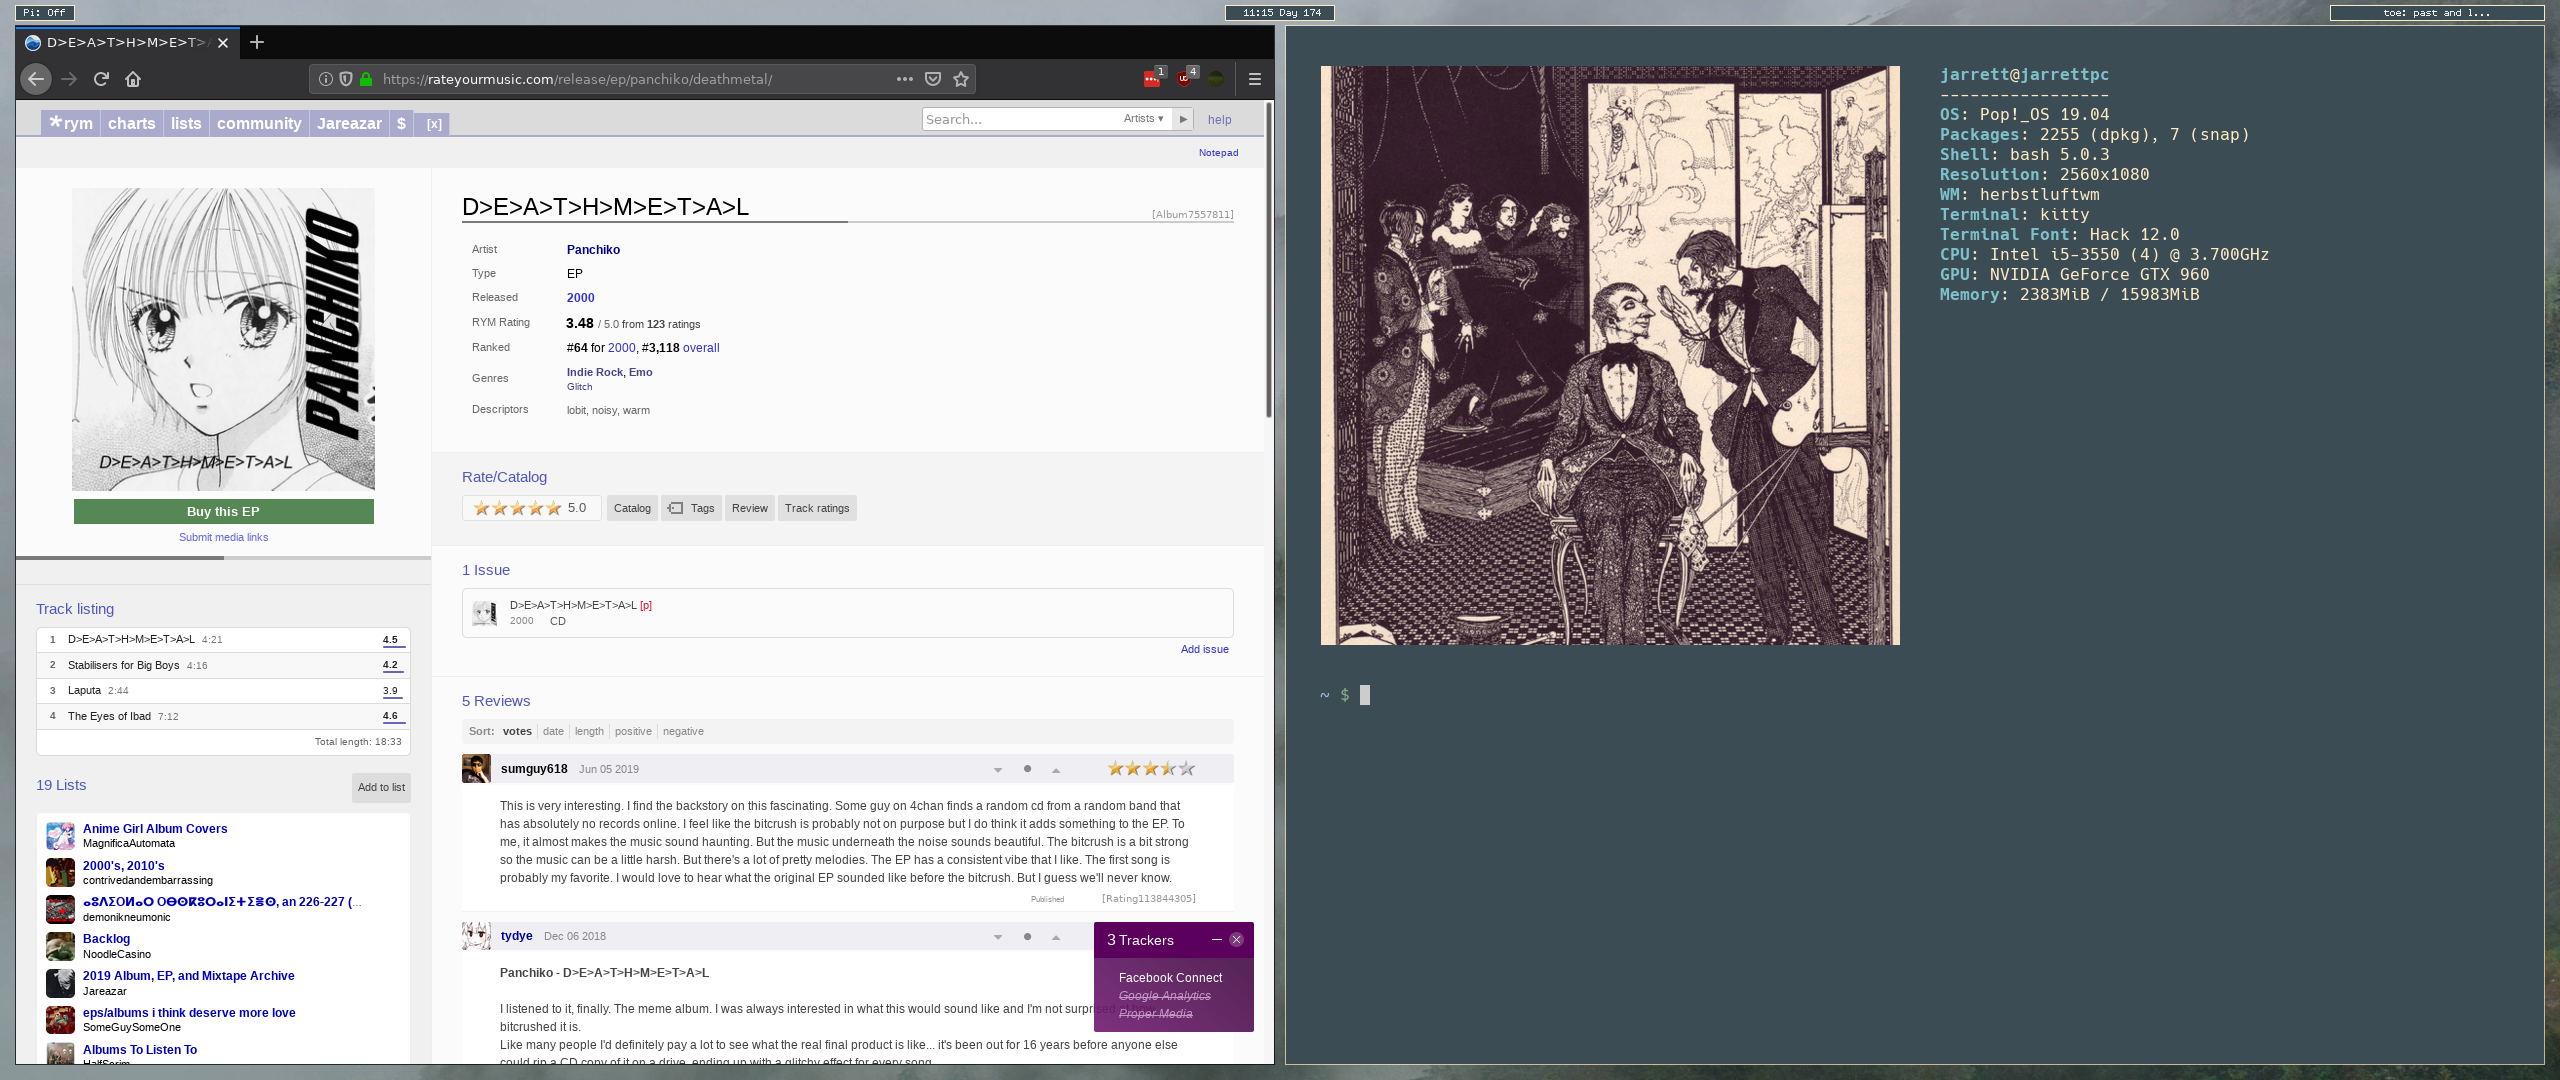 Pi: Off
11:15 Day 174
toe: past and l...
D>E>A>T>H>M>E>T>A
https://rateyourmusic.com/release/ep/panchiko/deathmetal/
1
4
*rym charts lists community Jareazar $ [x]
Search... Artists ▾ ▶ help
Notepad
PANCHIKO
D>E>A>T>H>M>E>T>A>L
Buy this EP
Submit media links
Track listing
1 D>E>A>T>H>M>E>T>A>L 4:21 4.5
2 Stabilisers for Big Boys 4:16 4.2
3 Laputa 2:44 3.9
4 The Eyes of Ibad 7:12 4.6
Total length: 18:33
19 Lists Add to list
Anime Girl Album Covers
MagnificaAutomata
2000's, 2010's
contrivedandembarrassing
an 226-227 (...
demonikneumonic
Backlog
NoodleCasino
2019 Album, EP, and Mixtape Archive
Jareazar
eps/albums i think deserve more love
SomeGuySomeOne
Albums To Listen To
HalfScrim
D>E>A>T>H>M>E>T>A>L
[Album7557811]
Artist Panchiko
Type EP
Released 2000
RYM Rating 3.48 / 5.0 from 123 ratings
Ranked #64 for 2000, #3,118 overall
Genres Indie Rock, Emo
Glitch
Descriptors lobit, noisy, warm
Rate/Catalog
5.0 Catalog Tags Review Track ratings
1 Issue
D>E>A>T>H>M>E>T>A>L [p]
2000 CD
Add issue
5 Reviews
Sort: votes date length positive negative
sumguy618 Jun 05 2019
This is very interesting. I find the backstory on this fascinating. Some guy on 4chan finds a random cd from a random band that
has absolutely no records online. I feel like the bitcrush is probably not on purpose but I do think it adds something to the EP. To
me, it almost makes the music sound haunting. But the music underneath the noise sounds beautiful. The bitcrush is a bit strong
so the music can be a little harsh. But there's a lot of pretty melodies. The EP has a consistent vibe that I like. The first song is
probably my favorite. I would love to hear what the original EP sounded like before the bitcrush. But I guess we'll never know.
Published [Rating113844305]
tydye Dec 06 2018
Panchiko - D>E>A>T>H>M>E>T>A>L
I listened to it, finally. The meme album. I was always interested in what this would sound like and I'm not surprised
bitcrushed it is.
Like many people I'd definitely pay a lot to see what the real final product is like... it's been out for 16 years before anyone else
could rip a CD copy of it on a drive, ending up with a glitchy effect for every song.
3 Trackers
Facebook Connect
Google Analytics
Proper Media
jarrett@jarrettpc
-----------------
OS: Pop!_OS 19.04
Packages: 2255 (dpkg), 7 (snap)
Shell: bash 5.0.3
Resolution: 2560x1080
WM: herbstluftwm
Terminal: kitty
Terminal Font: Hack 12.0
CPU: Intel i5-3550 (4) @ 3.700GHz
GPU: NVIDIA GeForce GTX 960
Memory: 2383MiB / 15983MiB
~ $